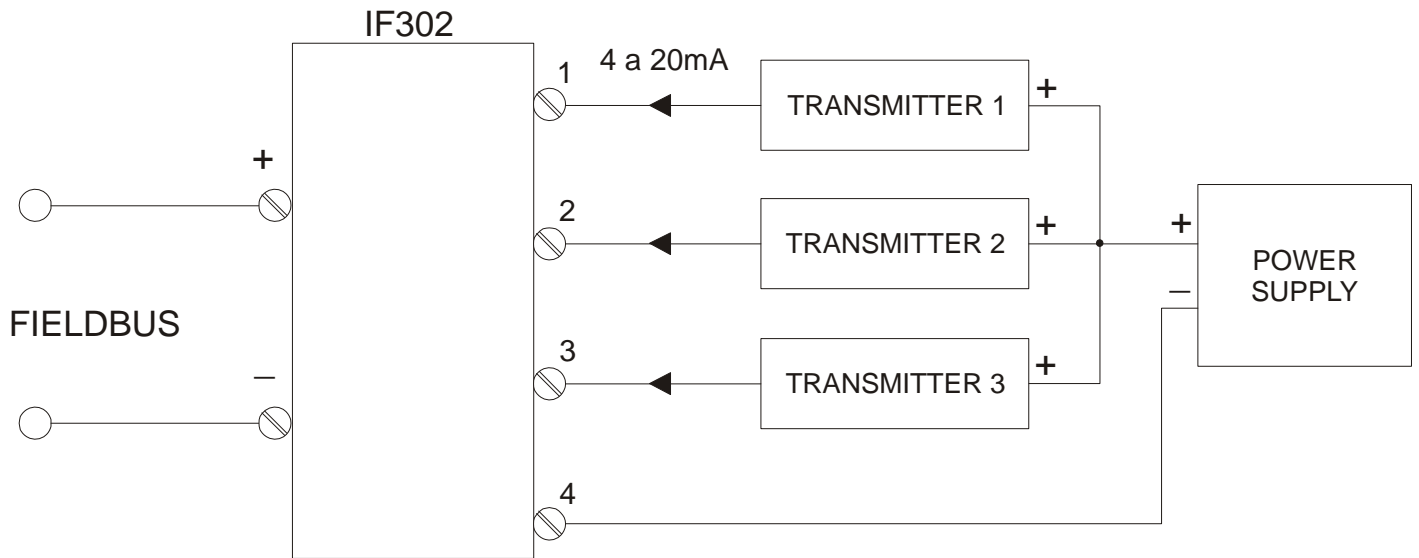 IF302
1
4 a 20mA
TRANSMITTER 1
+
+
2
TRANSMITTER 2
+
+
POWER
SUPPLY
–
FIELDBUS
3
TRANSMITTER 3
+
–
4